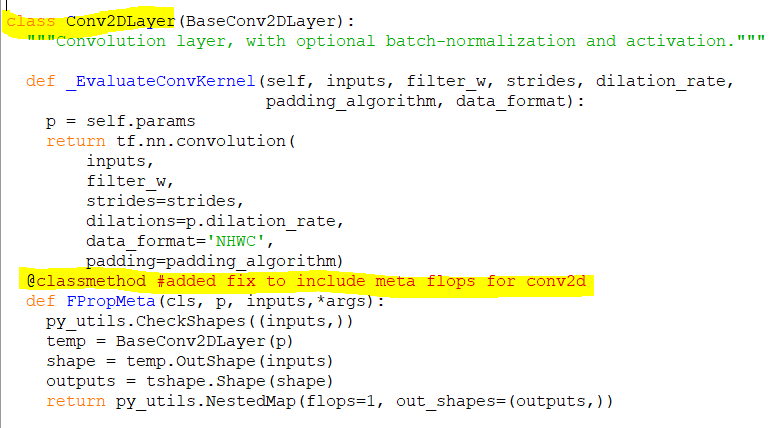 class Conv2DLayer(BaseConv2DLayer):
  """Convolution layer, with optional batch-normalization and activation."""

  def _EvaluateConvKernel(self, inputs, filter_w, strides, dilation_rate,
                          padding_algorithm, data_format):
    p = self.params
    return tf.nn.convolution(
        inputs,
        filter_w,
        strides=strides,
        dilations=p.dilation_rate,
        data_format='NHWC',
        padding=padding_algorithm)
  @classmethod #added fix to include meta flops for conv2d
  def FPropMeta(cls, p, inputs,*args):
    py_utils.CheckShapes((inputs,))
    temp = BaseConv2DLayer(p)
    shape = temp.OutShape(inputs)
    outputs = tshape.Shape(shape)
    return py_utils.NestedMap(flops=1, out_shapes=(outputs,))